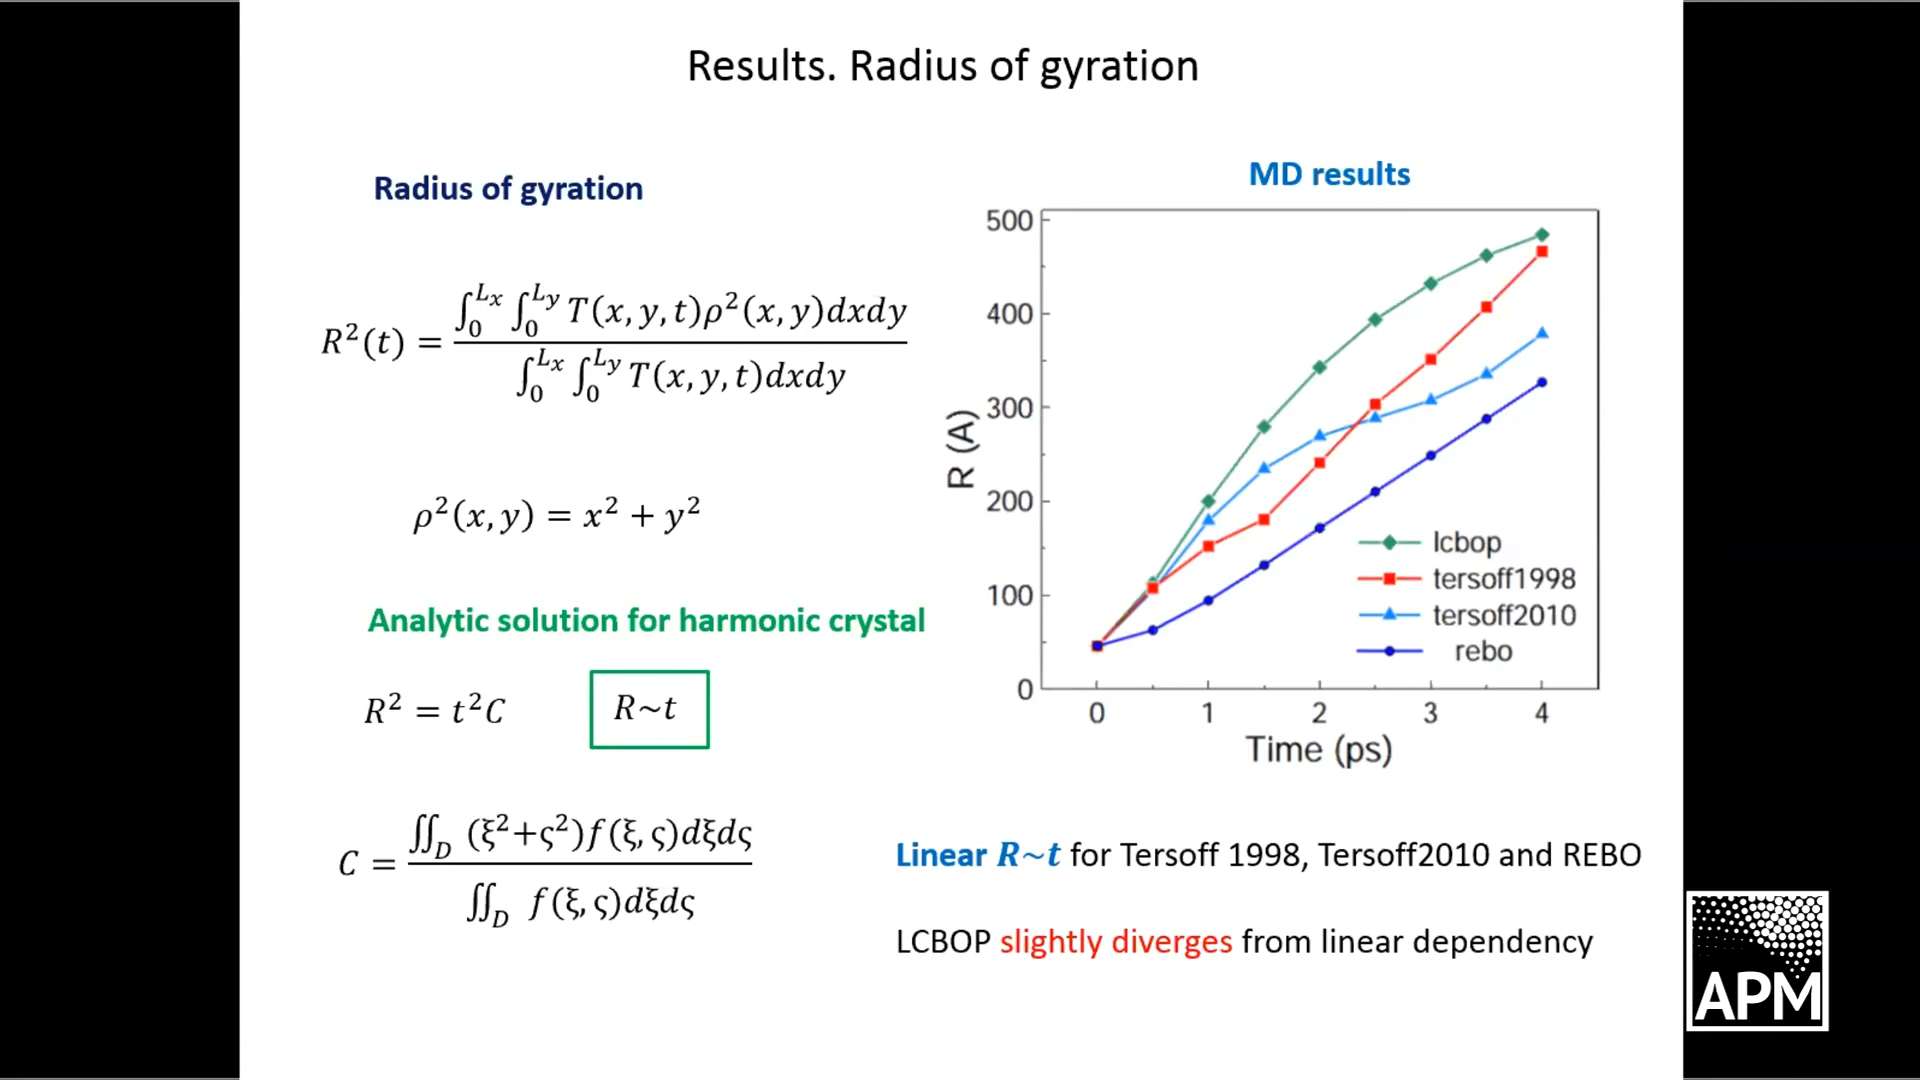 Results. Radius of gyration
Radius of gyration
R²(t) = ∫₀^Lx ∫₀^Ly T(x, y, t)ρ²(x, y)dxdy / ∫₀^Lx ∫₀^Ly T(x, y, t)dxdy
ρ²(x, y) = x² + y²
Analytic solution for harmonic crystal
R² = t²C
R~t
C = ∬_D (ξ²+ς²)f(ξ, ς)dξdς / ∬_D f(ξ, ς)dξdς
MD results
500
400
300
200
100
0
R (A)
lcbop
tersoff1998
tersoff2010
rebo
0 1 2 3 4
Time (ps)
Linear R~t for Tersoff 1998, Tersoff2010 and REBO
LCBOP slightly diverges from linear dependency
APM